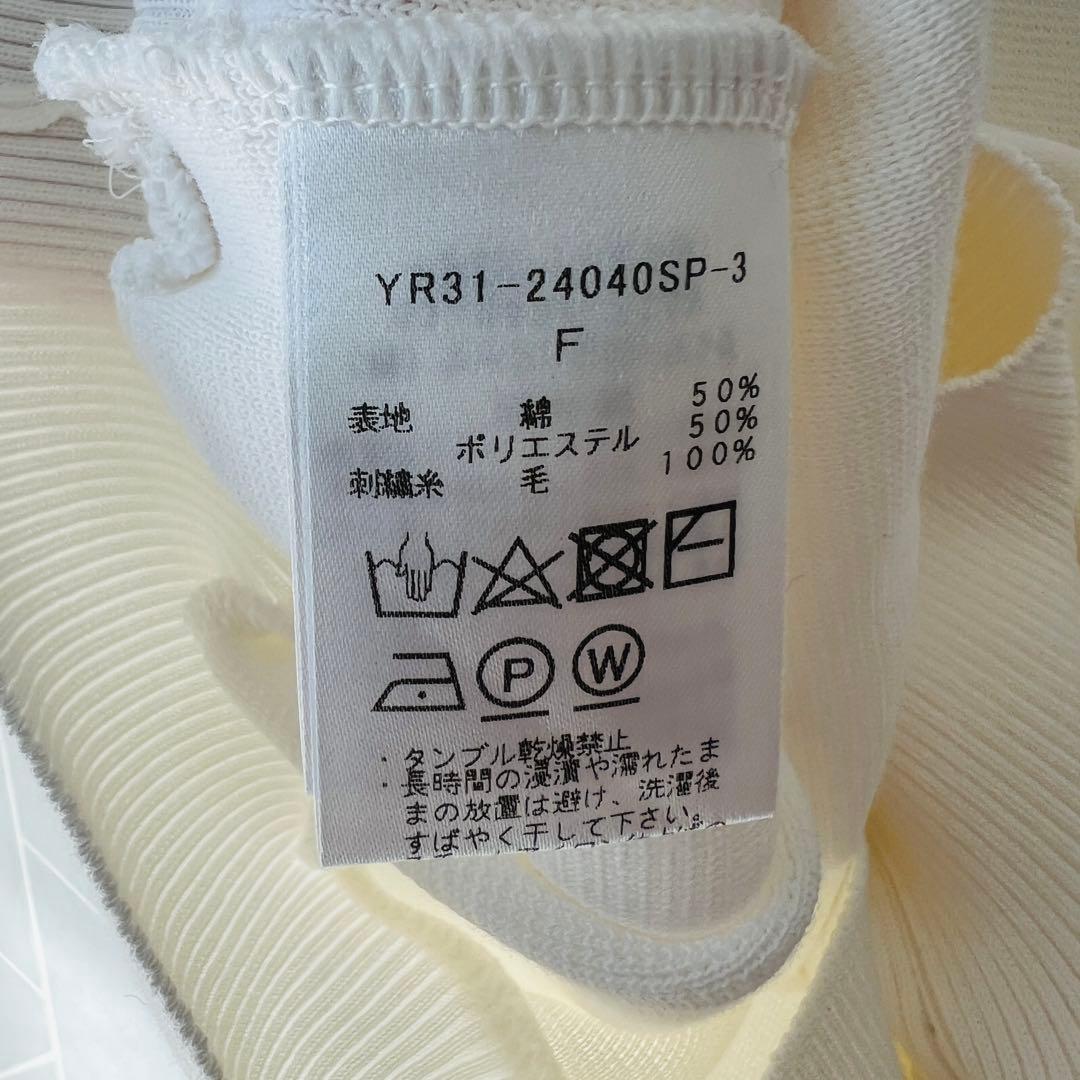 YR31-24040SP-3
F
表地 綿 50%
ポリエステル 50%
刺繍糸 毛 100%
P W
・タンブル乾燥禁止
・長時間の浸漬や濡れたま
まの放置は避け、洗濯後
すばやく干して下さい。